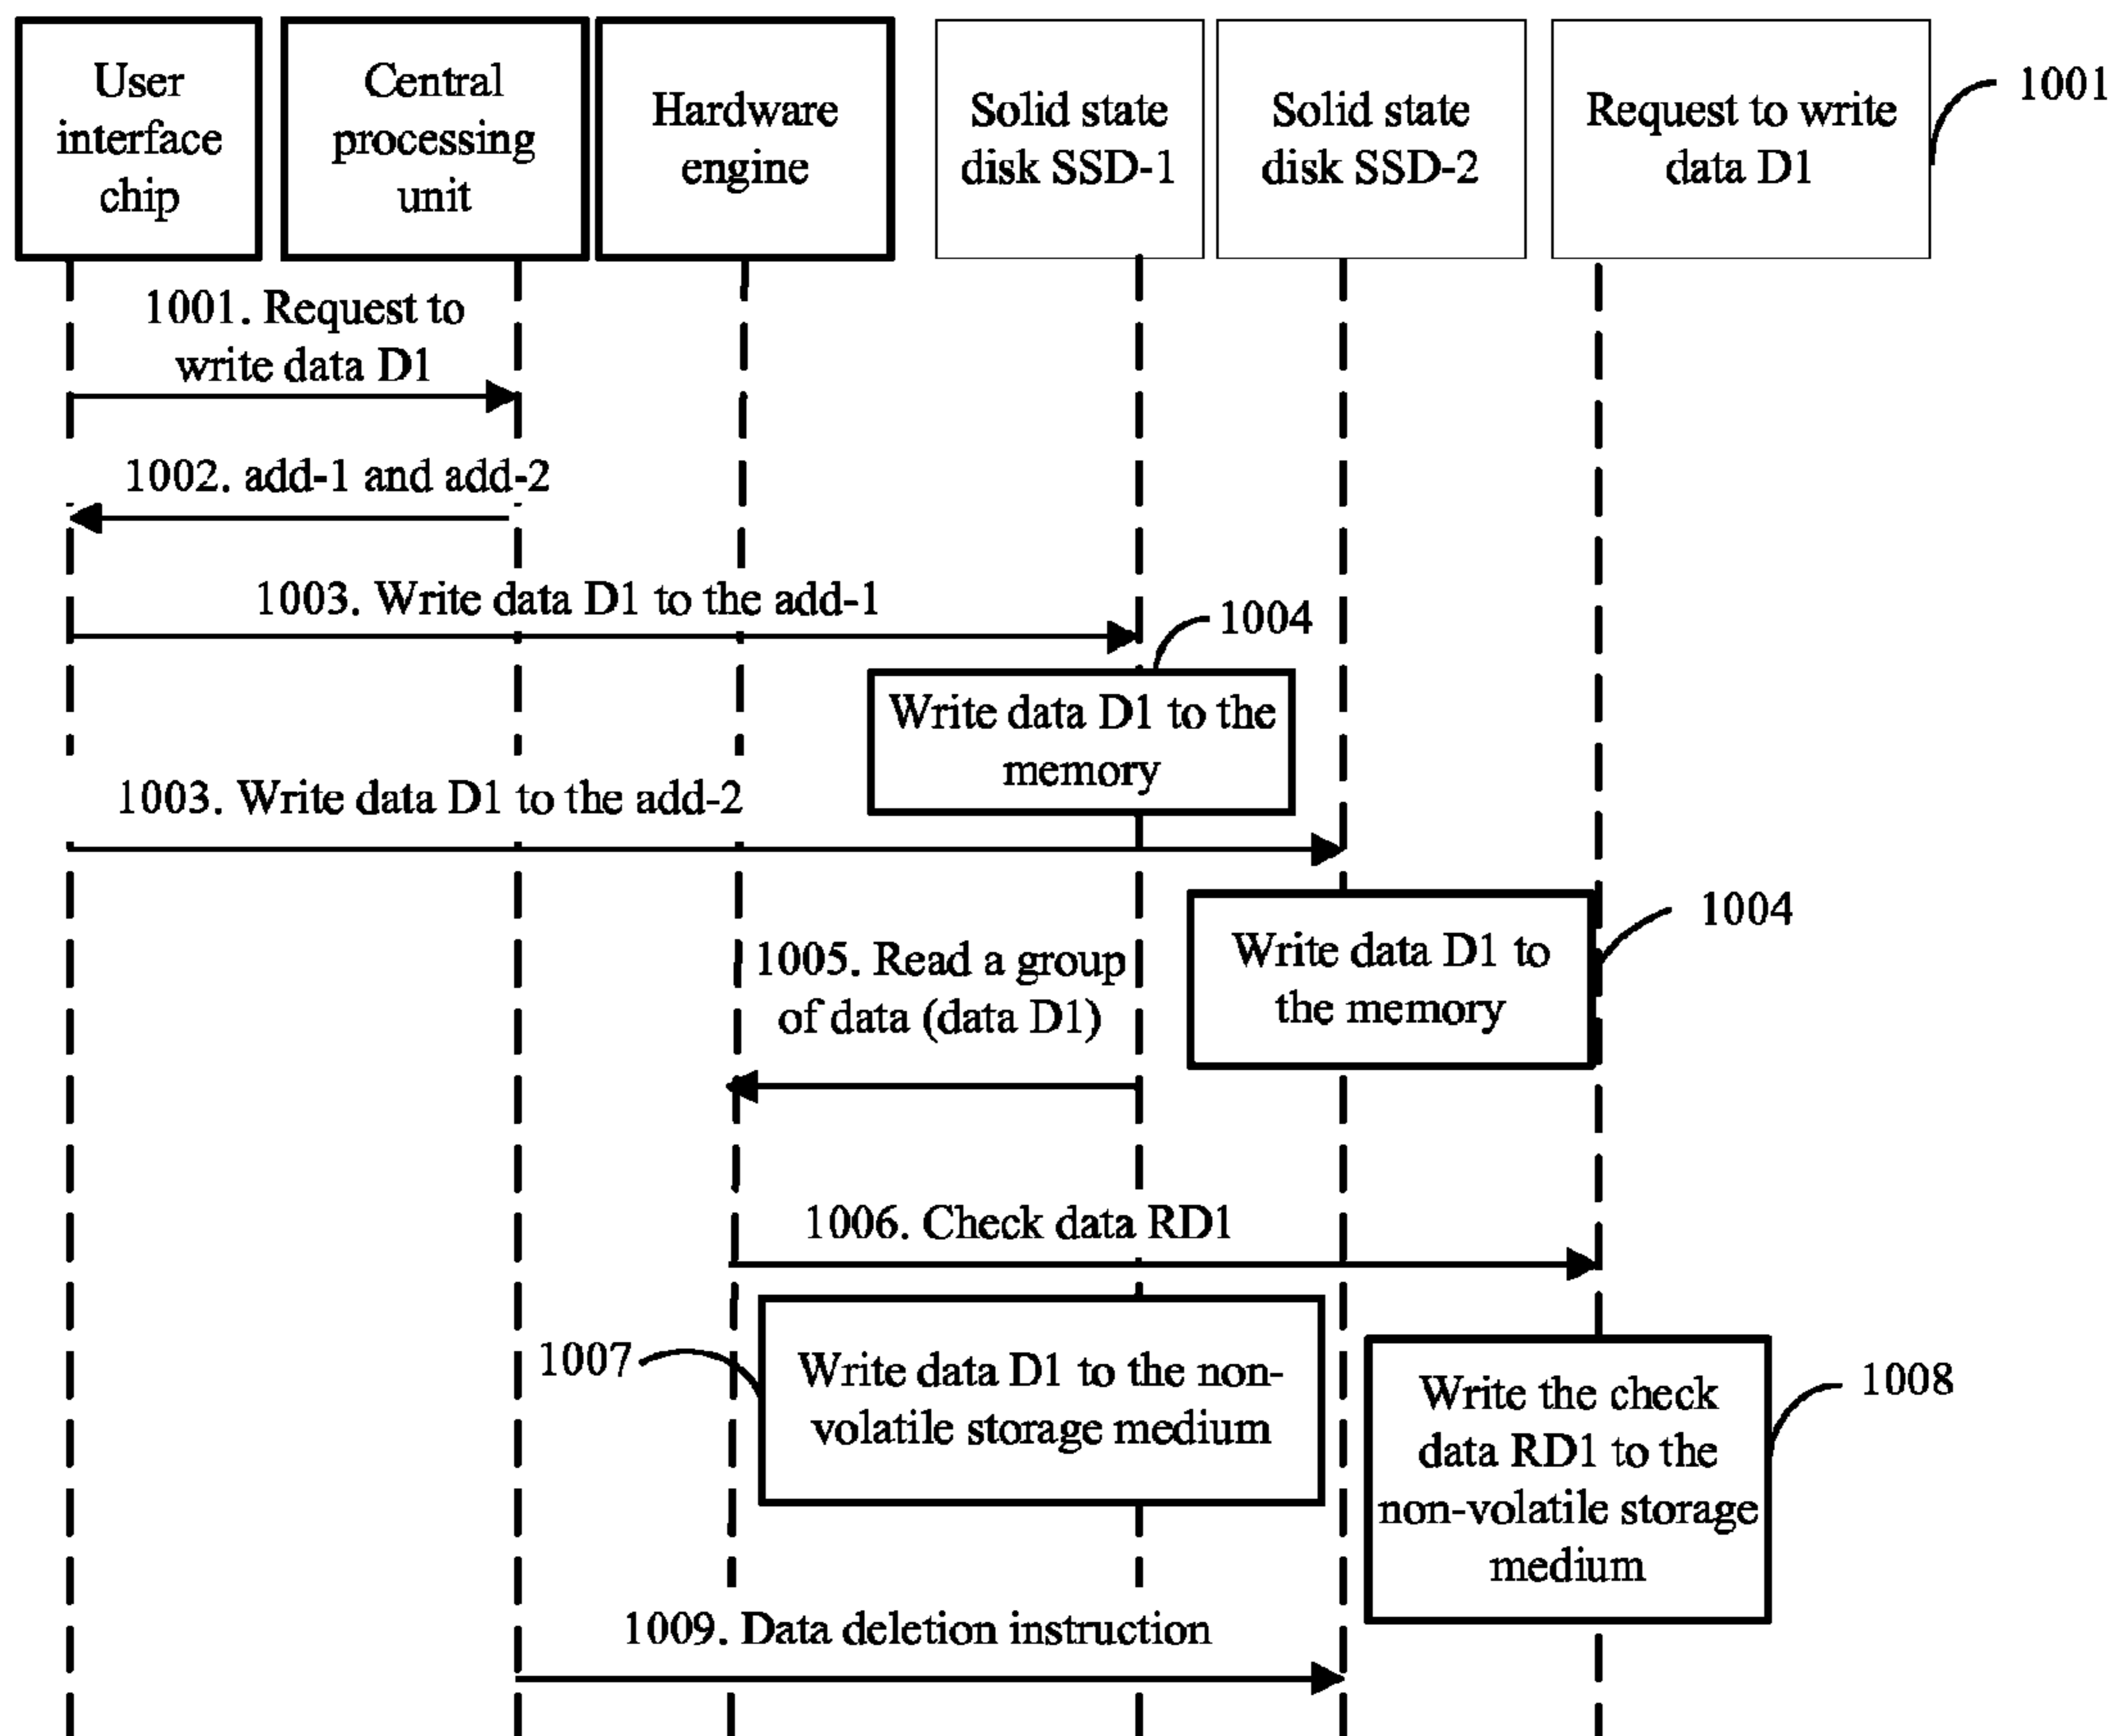 User
interface
chip
Central
processing
unit
Hardware
engine
Solid state
disk SSD-1
Solid state
disk SSD-2
Request to write
data D1
1001
1001. Request to
write data D1
1002. add-1 and add-2
1003. Write data D1 to the add-1
1004
Write data D1 to the
memory
1003. Write data D1 to the add-2
1004
Write data D1 to
the memory
1005. Read a group
of data (data D1)
1006. Check data RD1
1007
Write data D1 to the non-
volatile storage medium
1008
Write the check
data RD1 to the
non-volatile storage
medium
1009. Data deletion instruction